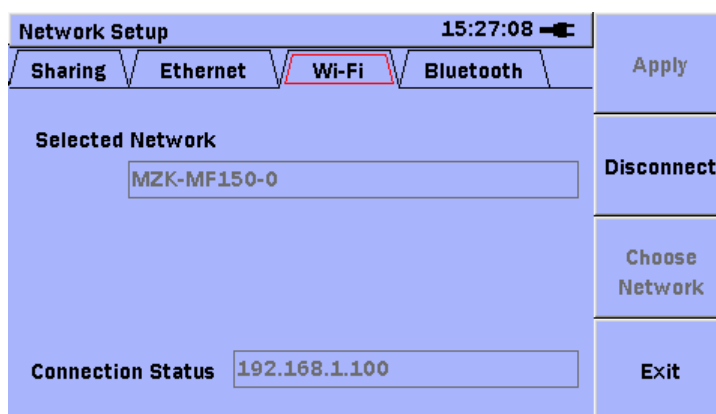 Network Setup 15:27:08
Sharing Ethernet Wi-Fi Bluetooth
Apply
Selected Network
MZK-MF150-0
Disconnect
Choose
Network
Connection Status 192.168.1.100
Exit